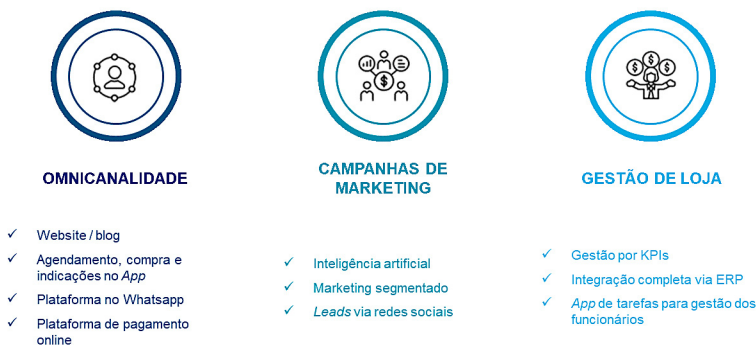 OMNICANALIDADE
✓ Website / blog
✓ Agendamento, compra e
indicações no App
✓ Plataforma no Whatsapp
✓ Plataforma de pagamento
online
CAMPANHAS DE
MARKETING
✓ Inteligência artificial
✓ Marketing segmentado
✓ Leads via redes sociais
GESTÃO DE LOJA
✓ Gestão por KPIs
✓ Integração completa via ERP
✓ App de tarefas para gestão dos
funcionários